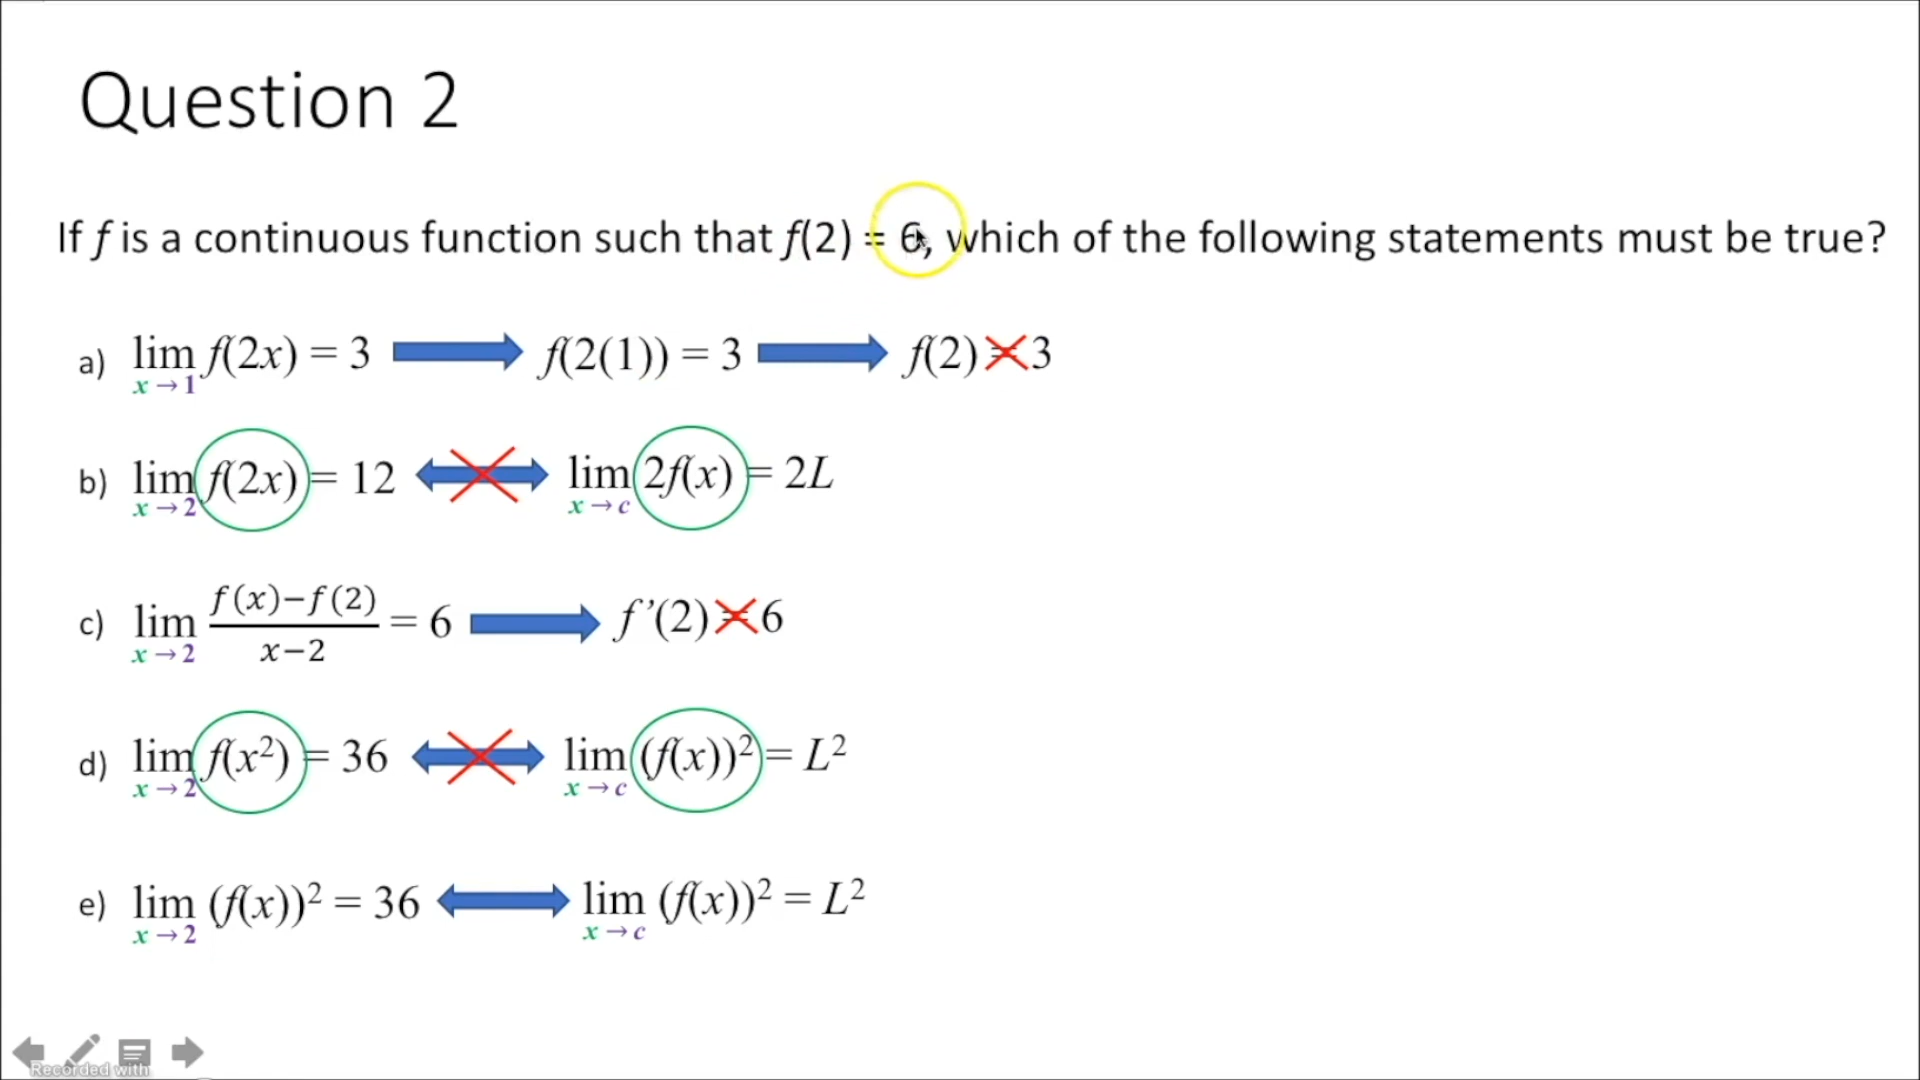 Question 2
If f is a continuous function such that f(2) = 6, which of the following statements must be true?
a) lim x→1 f(2x) = 3 f(2(1)) = 3 f(2) = 3
b) lim x→2 f(2x) = 12 lim x→c 2f(x) = 2L
c) lim x→2 f(x)−f(2) / x−2 = 6 f’(2) = 6
d) lim x→2 f(x²) = 36 lim x→c (f(x))² = L²
e) lim x→2 (f(x))² = 36 lim x→c (f(x))² = L²
Recorded with